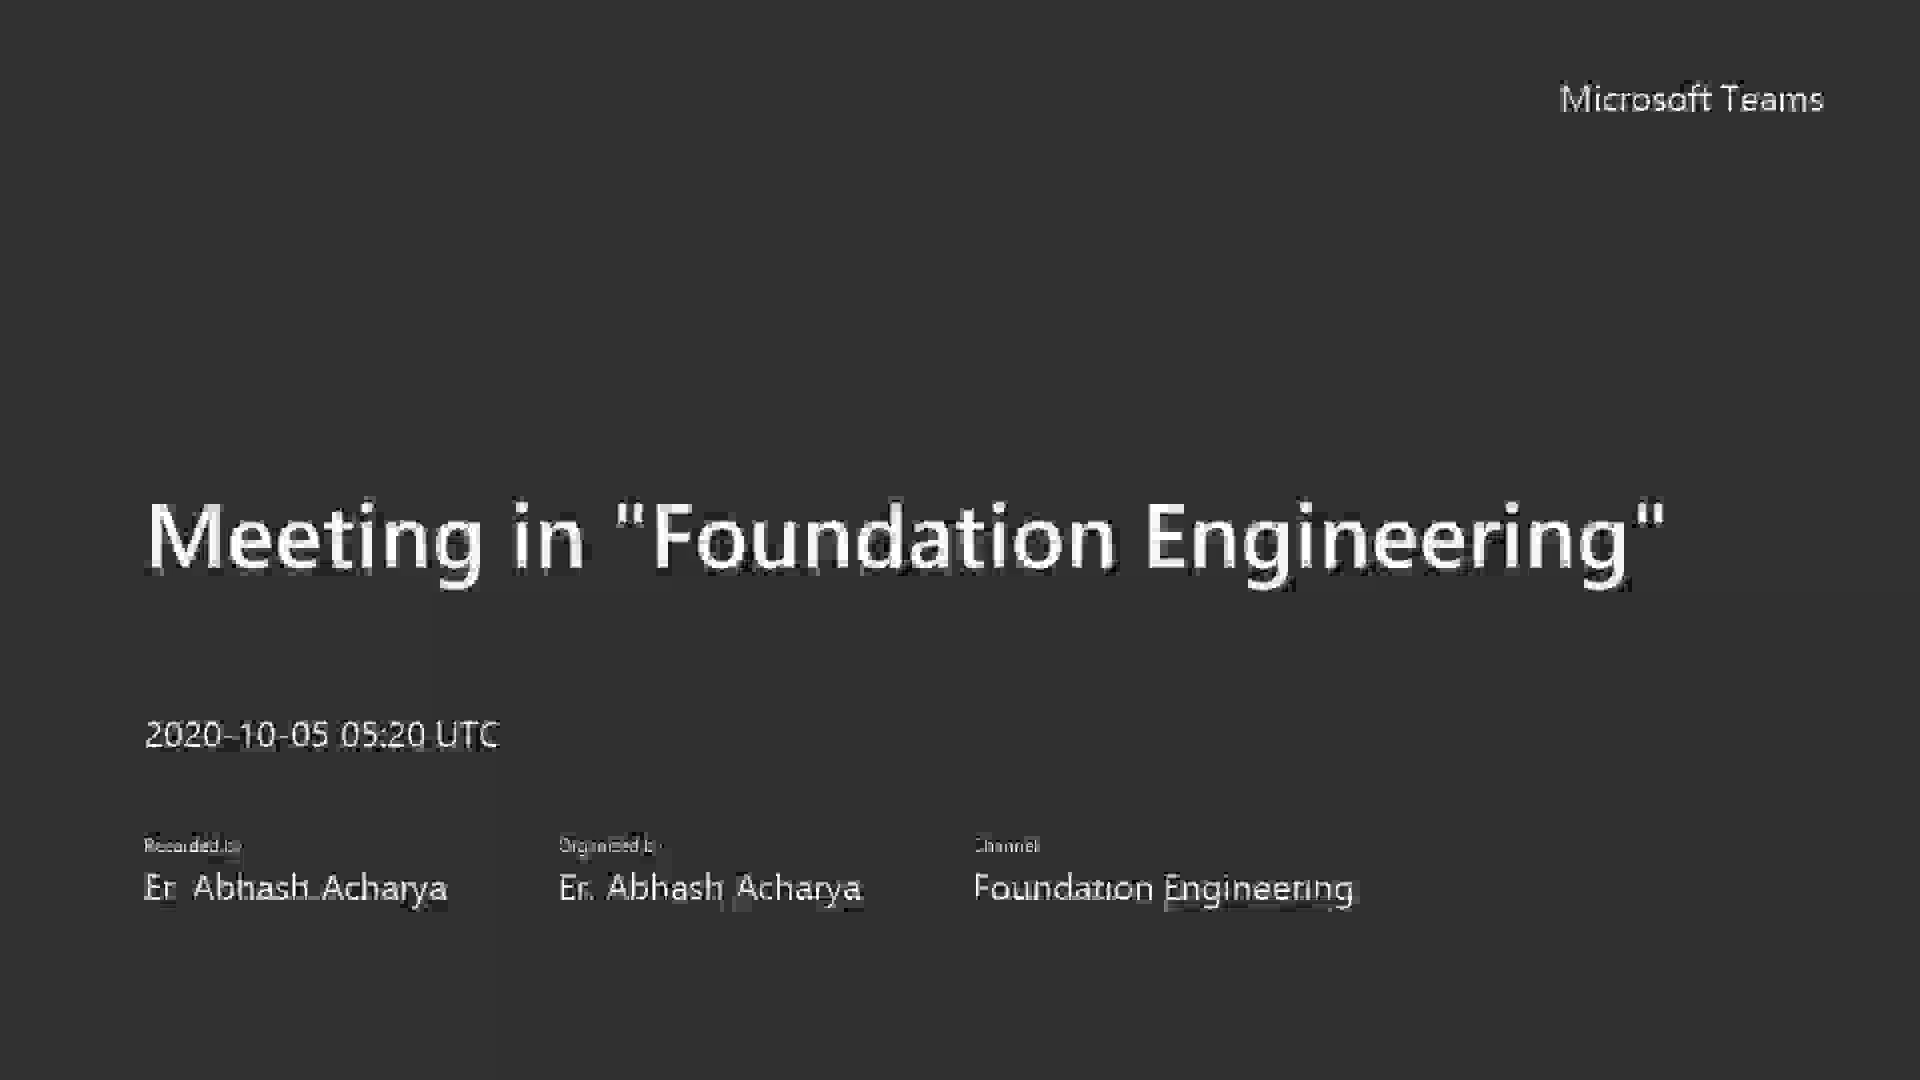 Microsoft Teams
Meeting in "Foundation Engineering"
2020-10-05 05:20 UTC
Recorded by Organized by Channel
Er. Abhash Acharya Er. Abhash Acharya Foundation Engineering